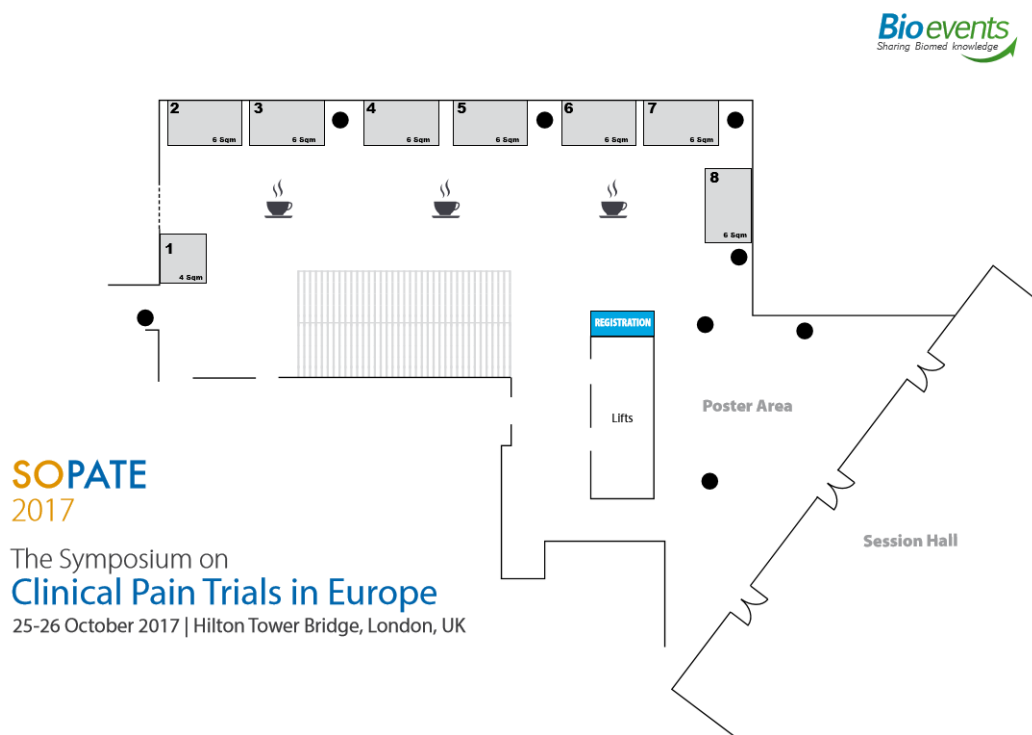 Bioevents
Sharing Biomed knowledge
2
6 Sqm
3
6 Sqm
4
6 Sqm
5
6 Sqm
6
6 Sqm
7
6 Sqm
8
6 Sqm
1
4 Sqm
REGISTRATION
Lifts
Poster Area
Session Hall
SOPATE
2017
The Symposium on
Clinical Pain Trials in Europe
25-26 October 2017 | Hilton Tower Bridge, London, UK